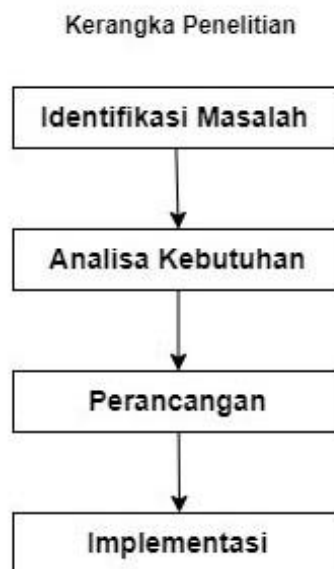 Kerangka Penelitian
Identifikasi Masalah
Analisa Kebutuhan
Perancangan
Implementasi